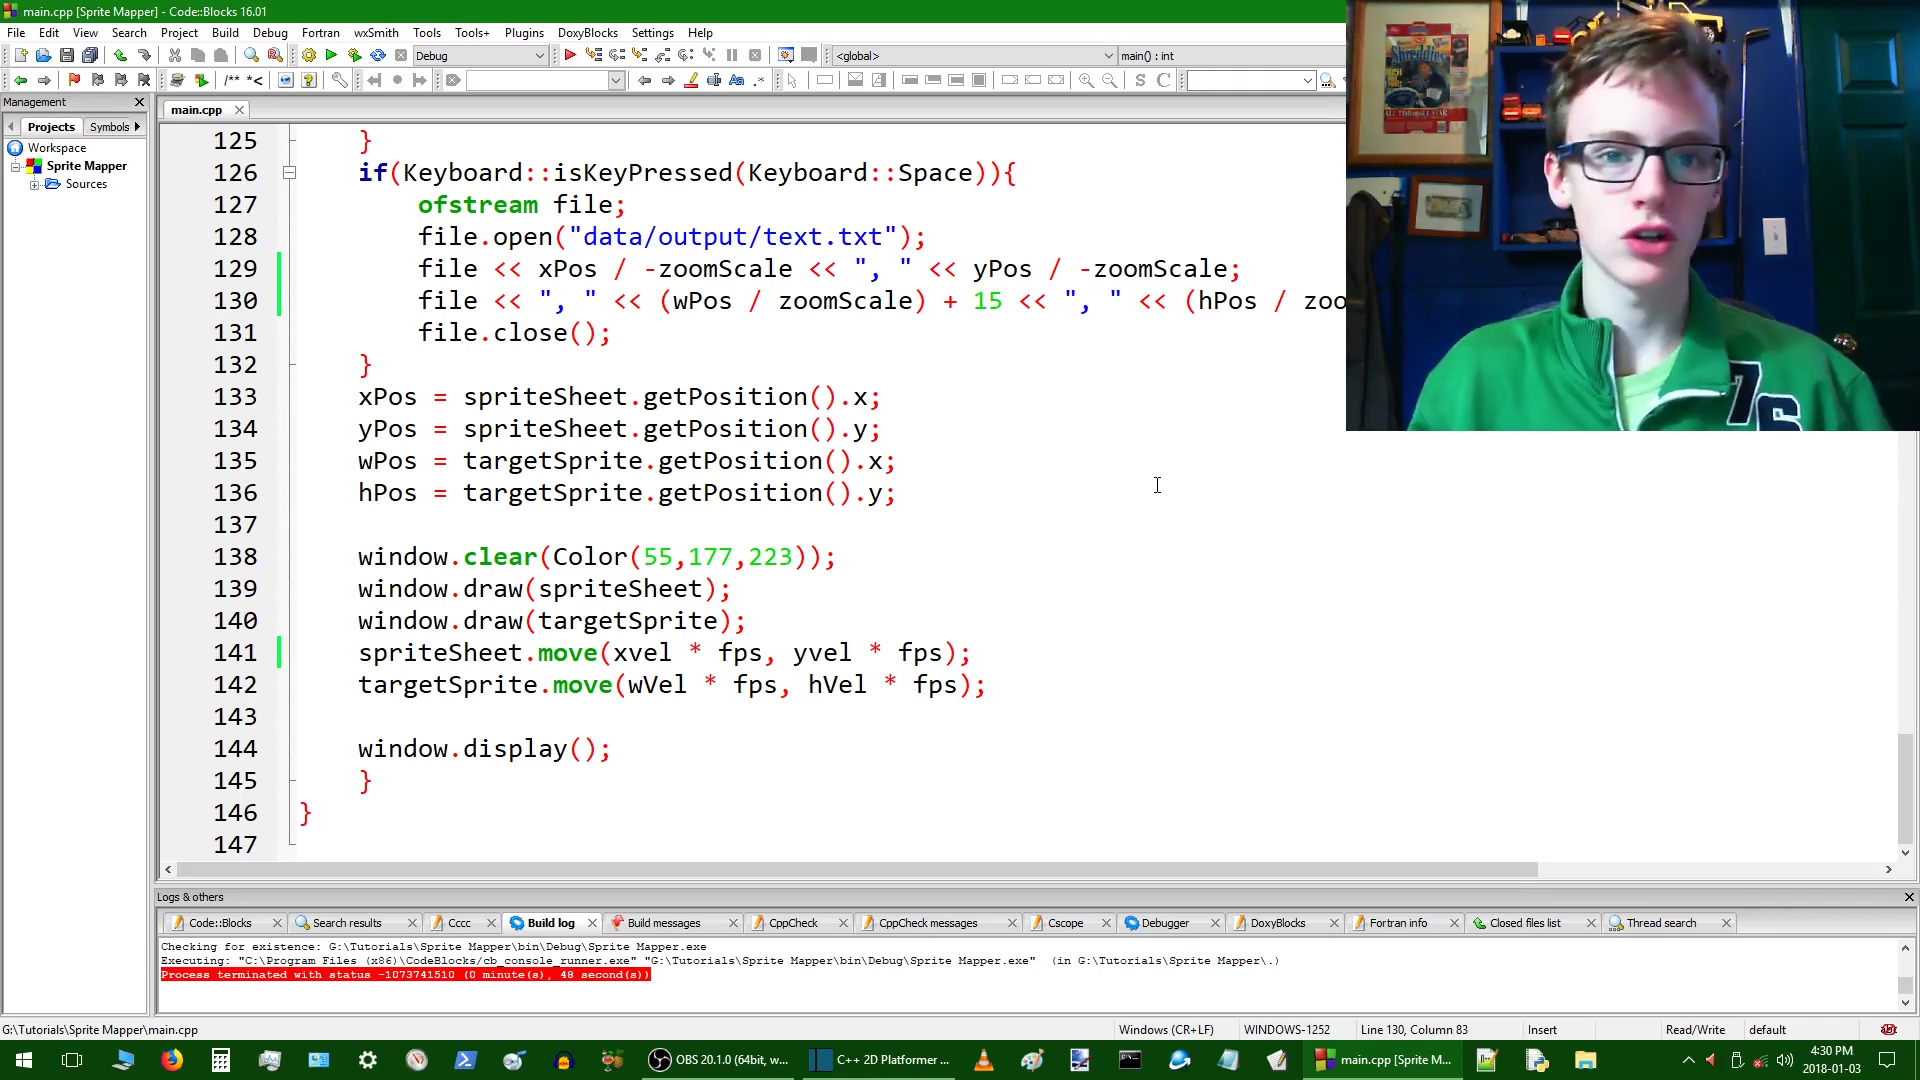 main.cpp [Sprite Mapper] - Code::Blocks 16.01
File Edit View Search Project Build Debug Fortran wxSmith Tools Tools+ Plugins DoxyBlocks Settings Help
Debug <global> main() : int
/** *<
Management
main.cpp
Projects Symbols
Workspace
Sprite Mapper
Sources
125 }
126 if(Keyboard::isKeyPressed(Keyboard::Space)){
127 ofstream file;
128 file.open("data/output/text.txt");
129 file << xPos / -zoomScale << ", " << yPos / -zoomScale;
130 file << ", " << (wPos / zoomScale) + 15 << ", " << (hPos / zoo
131 file.close();
132 }
133 xPos = spriteSheet.getPosition().x;
134 yPos = spriteSheet.getPosition().y;
135 wPos = targetSprite.getPosition().x;
136 hPos = targetSprite.getPosition().y;
137
138 window.clear(Color(55,177,223));
139 window.draw(spriteSheet);
140 window.draw(targetSprite);
141 spriteSheet.move(xvel * fps, yvel * fps);
142 targetSprite.move(wVel * fps, hVel * fps);
143
144 window.display();
145 }
146 }
147
Shreddies
76
Logs & others
Code::Blocks Search results Cccc Build log Build messages CppCheck CppCheck messages Cscope Debugger DoxyBlocks Fortran info Closed files list Thread search
Checking for existence: G:\Tutorials\Sprite Mapper\bin\Debug\Sprite Mapper.exe
Executing: "C:\Program Files (x86)\CodeBlocks/cb_console_runner.exe" "G:\Tutorials\Sprite Mapper\bin\Debug\Sprite Mapper.exe" (in G:\Tutorials\Sprite Mapper\.)
Process terminated with status -1073741510 (0 minute(s), 48 second(s))
G:\Tutorials\Sprite Mapper\main.cpp Windows (CR+LF) WINDOWS-1252 Line 130, Column 83 Insert Read/Write default
OBS 20.1.0 (64bit, w... C++ 2D Platformer ... main.cpp [Sprite M... 4:30 PM
2018-01-03